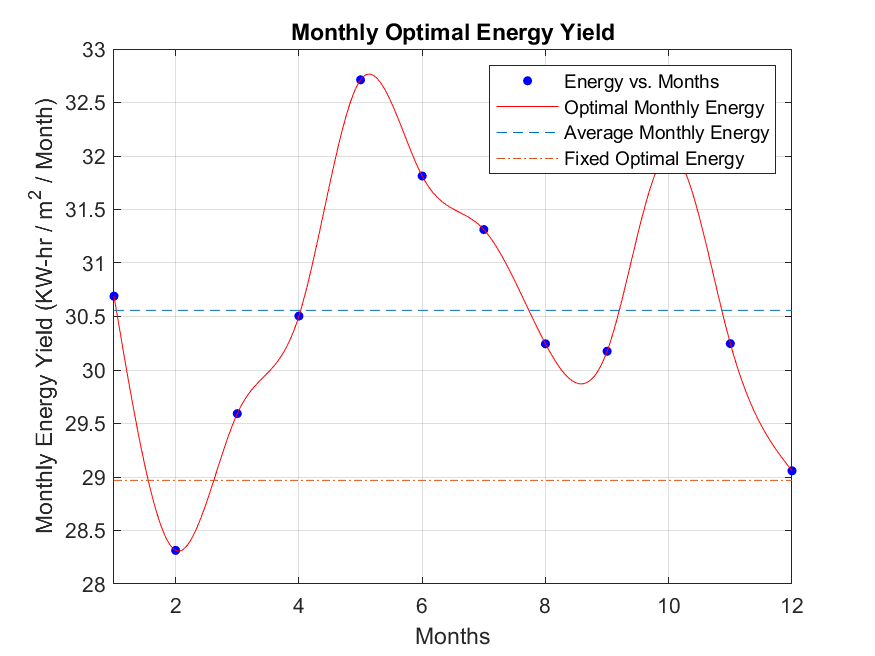 Monthly Optimal Energy Yield
Monthly Energy Yield (KW-hr / m² / Month)
33
32.5
32
31.5
31
30.5
30
29.5
29
28.5
28
Energy vs. Months
Optimal Monthly Energy
Average Monthly Energy
Fixed Optimal Energy
2 4 6 8 10 12
Months